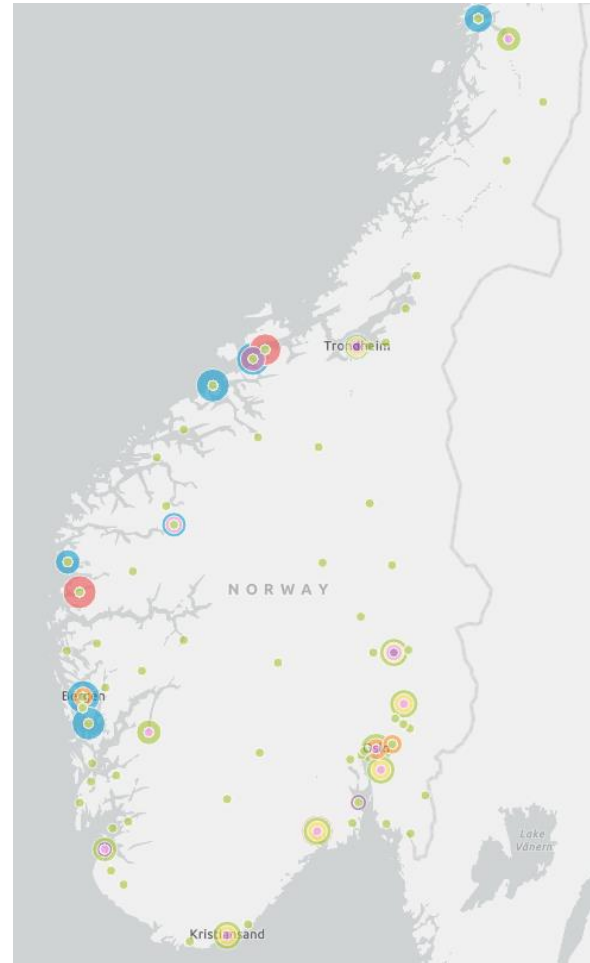 Trondheim
NORWAY
Bergen
Oslo
Lake
Vänern
Kristiansand